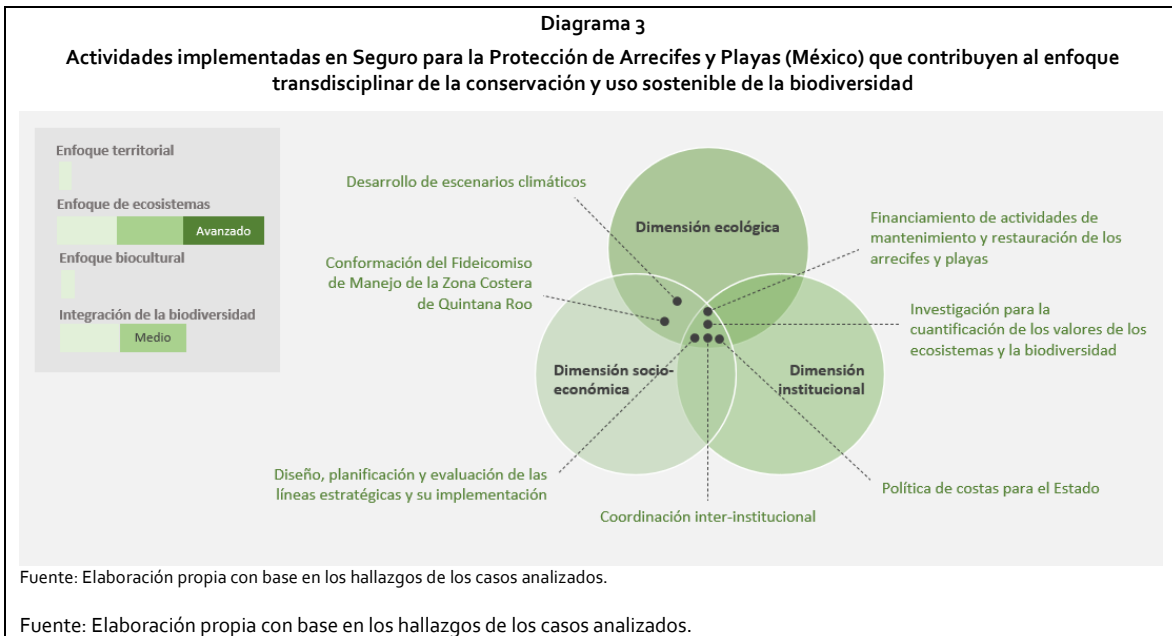 Diagrama 3
Actividades implementadas en Seguro para la Protección de Arrecifes y Playas (México) que contribuyen al enfoque
transdisciplinar de la conservación y uso sostenible de la biodiversidad
Enfoque territorial
Enfoque de ecosistemas
Avanzado
Enfoque biocultural
Integración de la biodiversidad
Medio
Desarrollo de escenarios climáticos
Conformación del Fideicomiso
de Manejo de la Zona Costera
de Quintana Roo
Dimensión ecológica
Financiamiento de actividades de
mantenimiento y restauración de los
arrecifes y playas
Investigación para la
cuantificación de los valores de los
ecosistemas y la biodiversidad
Dimensión socio-
económica
Dimensión
institucional
Diseño, planificación y evaluación de las
líneas estratégicas y su implementación
Coordinación inter-institucional
Política de costas para el Estado
Fuente: Elaboración propia con base en los hallazgos de los casos analizados.
Fuente: Elaboración propia con base en los hallazgos de los casos analizados.